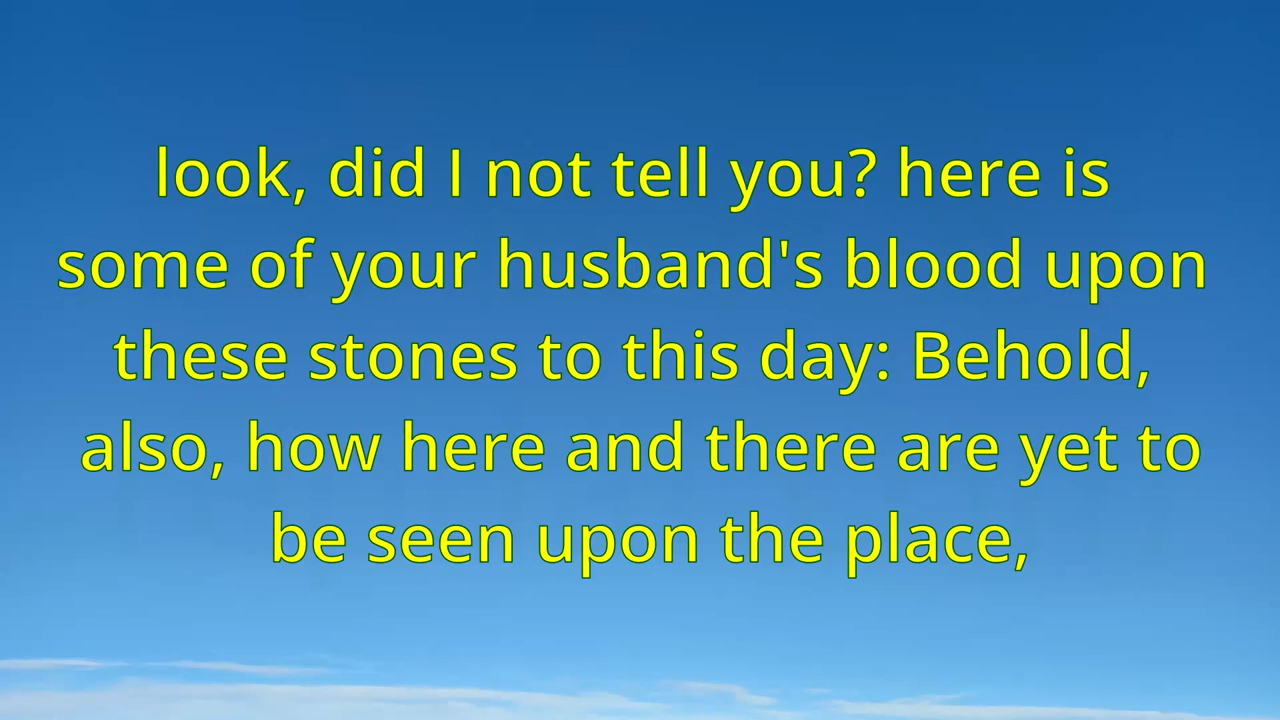 look, did I not tell you? here is
some of your husband's blood upon
these stones to this day: Behold,
also, how here and there are yet to
be seen upon the place,